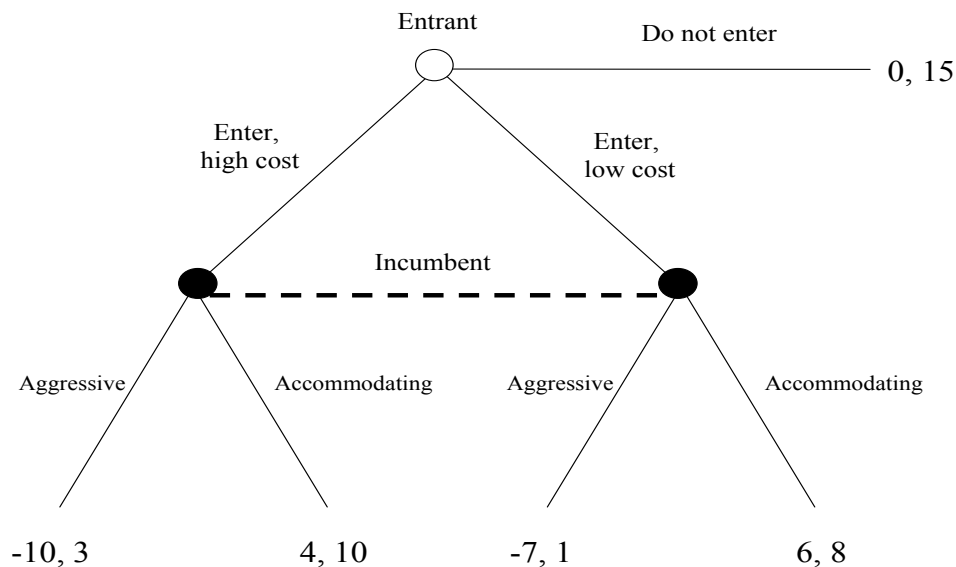 Entrant
Do not enter
0, 15
Enter,
high cost
Enter,
low cost
Incumbent
Aggressive
Accommodating
Aggressive
Accommodating
-10, 3
4, 10
-7, 1
6, 8